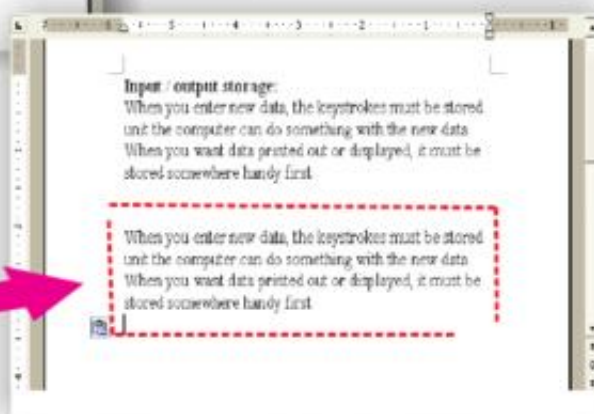 Input / output storage:
When you enter new data, the keystrokes must be stored
unit the computer can do something with the new data
When you want data printed out or displayed, it must be
stored somewhere handy first
When you enter new data, the keystrokes must be stored
unit the computer can do something with the new data
When you want data printed out or displayed, it must be
stored somewhere handy first